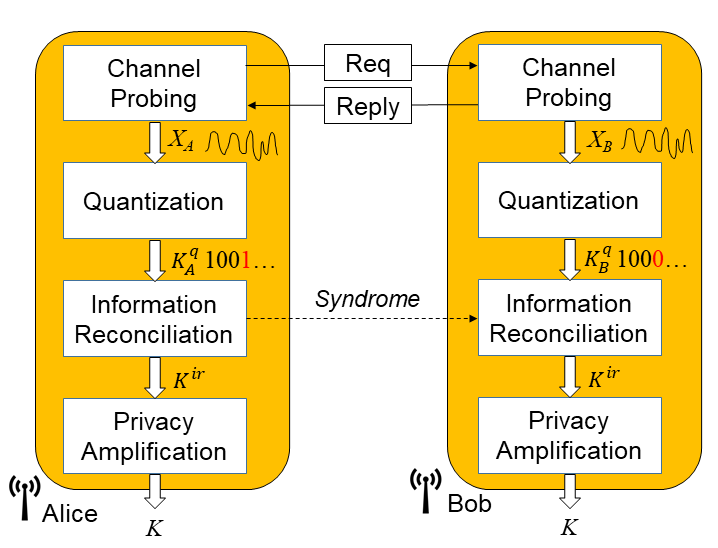 Channel
Probing
Req
Reply
Channel
Probing
X_A
X_B
Quantization
Quantization
K_A^q 1001...
K_B^q 1000...
Information
Reconciliation
Syndrome
Information
Reconciliation
K^{ir}
K^{ir}
Privacy
Amplification
Privacy
Amplification
Alice
Bob
K
K